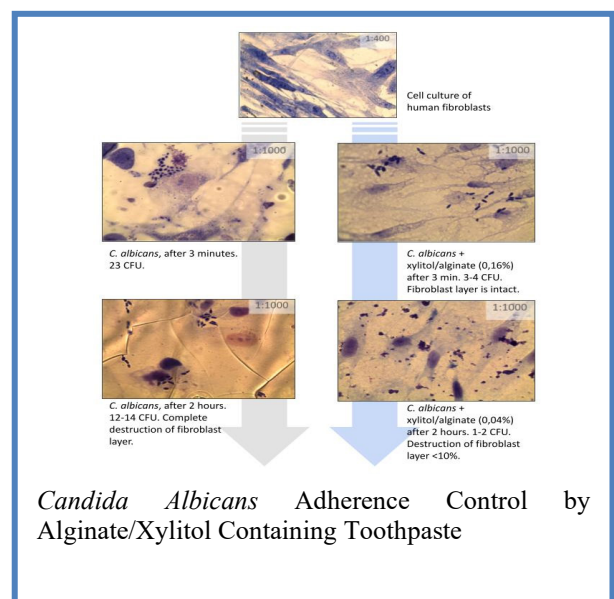 1:400
Cell culture of
human fibroblasts
1:1000
1:1000
C. albicans, after 3 minutes.
23 CFU.
C. albicans +
xylitol/alginate (0,16%)
after 3 min. 3-4 CFU.
Fibroblast layer is intact.
1:1000
1:1000
C. albicans, after 2 hours.
12-14 CFU. Complete
destruction of fibroblast
layer.
C. albicans +
xylitol/alginate (0,04%)
after 2 hours. 1-2 CFU.
Destruction of fibroblast
layer <10%.
Candida Albicans Adherence Control by
Alginate/Xylitol Containing Toothpaste